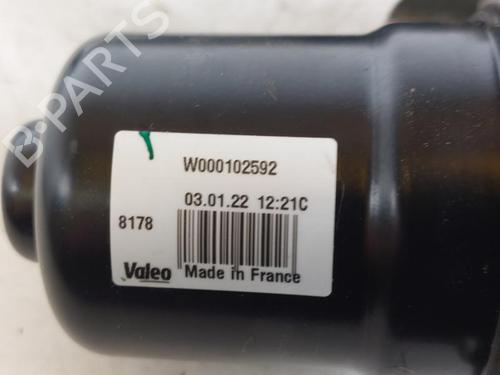 B-PARTS
W000102592
03.01.22 12:21C
8178
Valeo Made in France